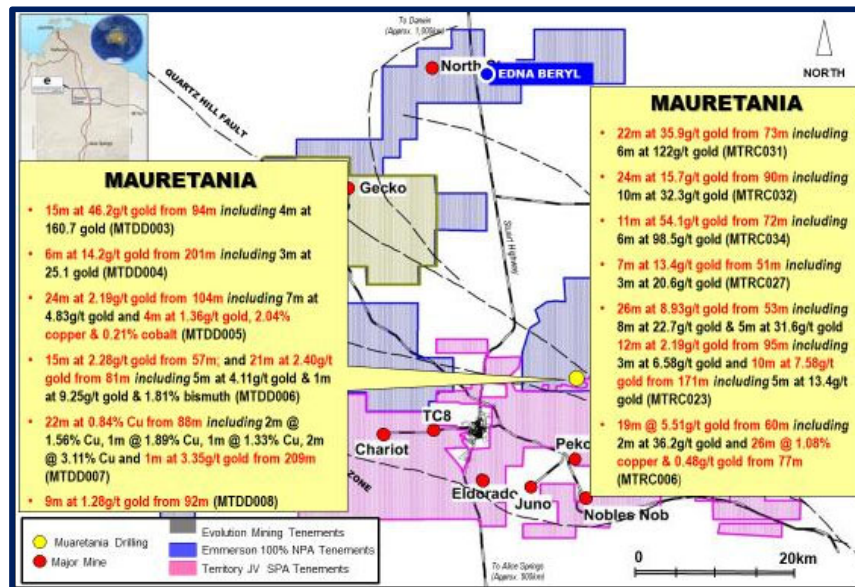 To Darwin
(Approx. 1,000km)
North St
EDNA BERYL
NORTH
QUARTZ HILL FAULT
Gecko
Stuart Highway
MAURETANIA
• 15m at 46.2g/t gold from 94m including 4m at
160.7 gold (MTDD003)
• 6m at 14.2g/t gold from 201m including 3m at
25.1 gold (MTDD004)
• 24m at 2.19g/t gold from 104m including 7m at
4.83g/t gold and 4m at 1.36g/t gold, 2.04%
copper & 0.21% cobalt (MTDD005)
• 15m at 2.28g/t gold from 57m; and 21m at 2.40g/t
gold from 81m including 5m at 4.11g/t gold & 1m
at 9.25g/t gold & 1.81% bismuth (MTDD006)
• 22m at 0.84% Cu from 88m including 2m @
1.56% Cu, 1m @ 1.89% Cu, 1m @ 1.33% Cu, 2m
@ 3.11% Cu and 1m at 3.35g/t gold from 209m
(MTDD007)
• 9m at 1.28g/t gold from 92m (MTDD008)
MAURETANIA
• 22m at 35.9g/t gold from 73m including
6m at 122g/t gold (MTRC031)
• 24m at 15.7g/t gold from 90m including
10m at 32.3g/t gold (MTRC032)
• 11m at 54.1g/t gold from 72m including
6m at 98.5g/t gold (MTRC034)
• 7m at 13.4g/t gold from 51m including
3m at 20.6g/t gold (MTRC027)
• 26m at 8.93g/t gold from 53m including
8m at 22.7g/t gold & 5m at 31.6g/t gold
12m at 2.19g/t gold from 95m including
3m at 6.58g/t gold and 10m at 7.58g/t
gold from 171m including 5m at 13.4g/t
gold (MTRC023)
• 19m @ 5.51g/t gold from 60m including
2m at 36.2g/t gold and 26m @ 1.08%
copper & 0.48g/t gold from 77m
(MTRC006)
TC8
Chariot
Peko
ZONE
Eldorado
Juno
Nobles Nob
Muaretania Drilling
Major Mine
Evolution Mining Tenements
Emmerson 100% NPA Tenements
Territory JV SPA Tenements
To Alice Springs
(Approx. 500km)
0
20km